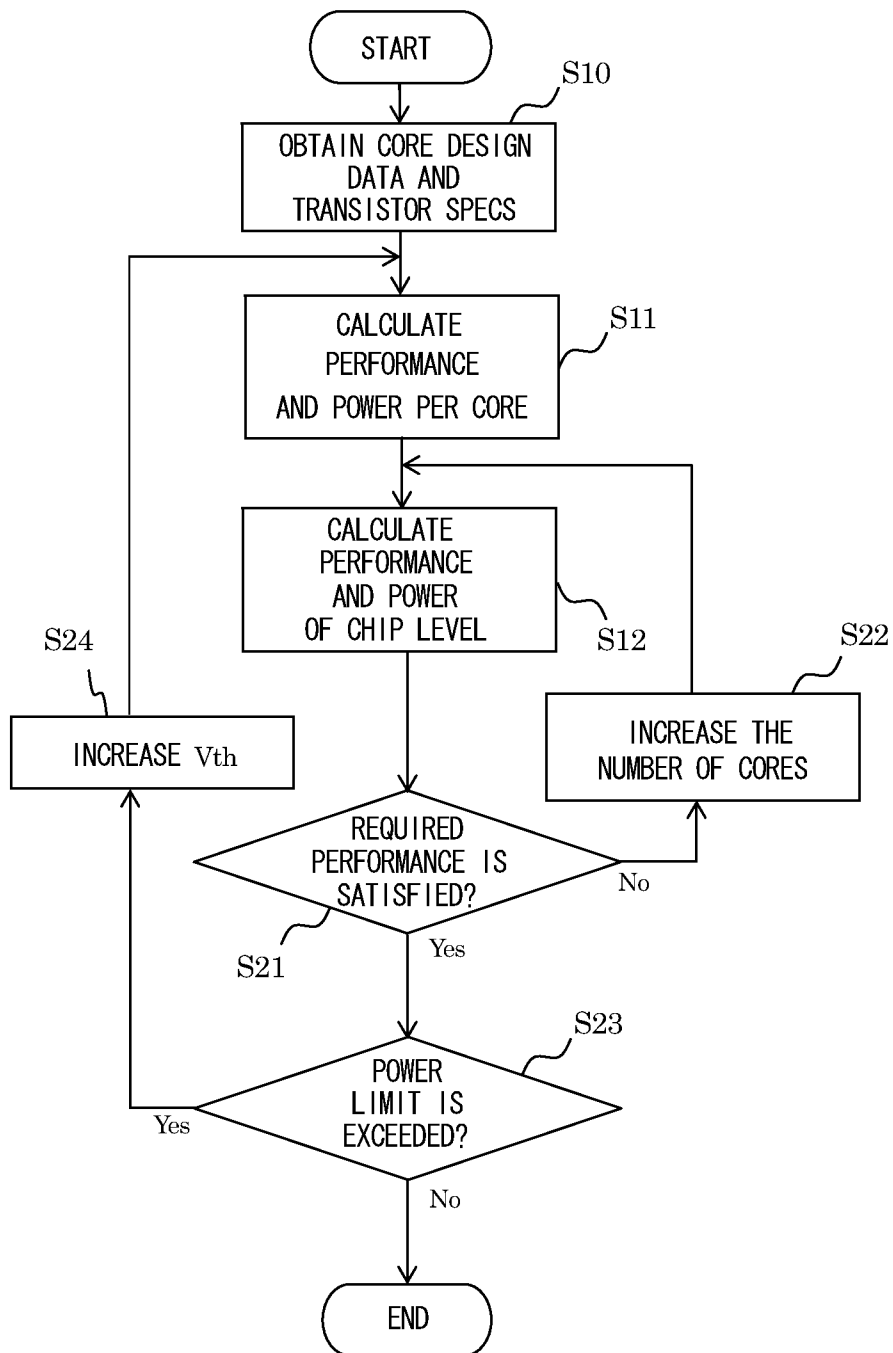 START
S10
OBTAIN CORE DESIGN
DATA AND
TRANSISTOR SPECS
S11
CALCULATE
PERFORMANCE
AND POWER PER CORE
CALCULATE
PERFORMANCE
AND POWER
OF CHIP LEVEL
S12
S24
INCREASE Vth
S22
INCREASE THE
NUMBER OF CORES
REQUIRED
PERFORMANCE IS
SATISFIED?
No
S21
Yes
S23
POWER
LIMIT IS
EXCEEDED?
Yes
No
END